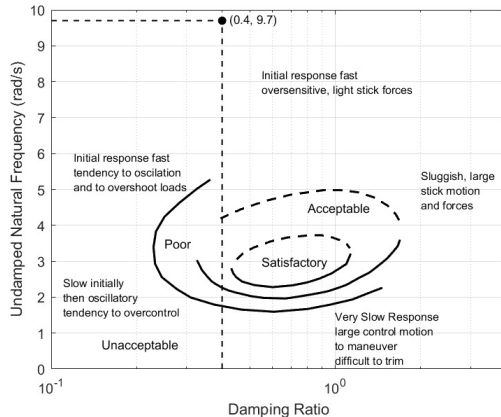 10
9
8
7
6
5
4
3
2
1
0
Undamped Natural Frequency (rad/s)
(0.4, 9.7)
Initial response fast
oversensitive, light stick forces
Initial response fast
tendency to oscilation
and to overshoot loads
Sluggish, large
stick motion
and forces
Acceptable
Poor
Satisfactory
Slow initially
then oscillatory
tendency to overcontrol
Very Slow Response
large control motion
to maneuver
difficult to trim
Unacceptable
10-1
100
Damping Ratio